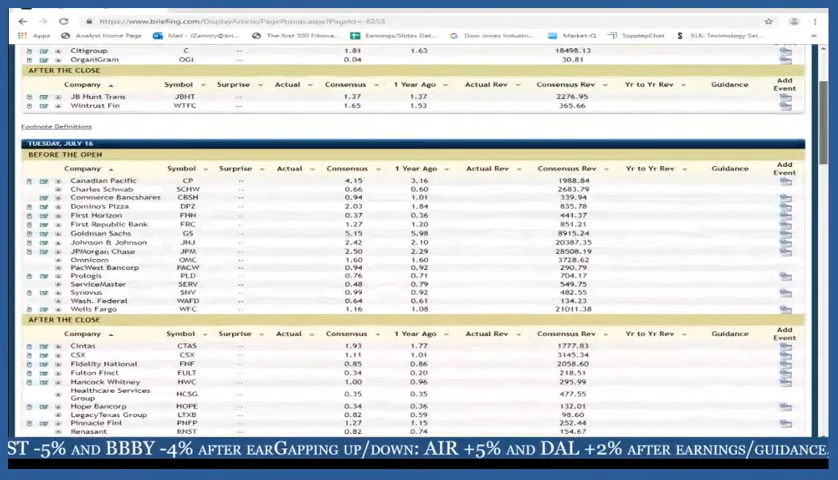 https://www.briefing.com/DisplayArticle/PagePopup.aspx?PageId=-8253
Apps Analyst Home Page Earnings/Slides Dat... Dow Jones Industri... Market-Q TopstepChat XLK: Technology Sel...
Citigroup C 1.81 1.63 18498.13
OrganiGram OGI 0.04 30.81
AFTER THE CLOSE
Company Symbol Surprise Actual Consensus 1 Year Ago Actual Rev Consensus Rev Yr to Yr Rev Guidance Add Event
JB Hunt Trans JBHT -- 1.37 1.37 2276.95
Wintrust Fin WTFC -- 1.65 1.53 365.66
Footnote Definitions
TUESDAY, JULY 16
BEFORE THE OPEN
Company Symbol Surprise Actual Consensus 1 Year Ago Actual Rev Consensus Rev Yr to Yr Rev Guidance Add Event
Canadian Pacific CP -- 4.15 3.16 1988.84
Charles Schwab SCHW -- 0.66 0.60 2683.79
Commerce Bancshares CBSH -- 0.94 1.01 339.94
Domino's Pizza DPZ -- 2.03 1.84 835.78
First Horizon FHN -- 0.37 0.36 441.37
First Republic Bank FRC -- 1.27 1.21 851.21
Goldman Sachs GS -- 5.15 5.98 8915.24
Johnson & Johnson JNJ -- 2.42 2.10 20387.35
JPMorgan Chase JPM -- 2.50 2.29 28508.19
Omnicom OMC -- 1.60 1.60 3728.62
PacWest Bancorp PACW -- 0.94 0.92 290.79
Prologis PLD -- 0.76 0.71 704.17
ServiceMaster SERV -- 0.48 0.79 549.75
Synovus SNV -- 0.99 0.92 482.55
Wash. Federal WAFD -- 0.64 0.61 134.23
Wells Fargo WFC -- 1.16 1.08 21011.38
AFTER THE CLOSE
Company Symbol Surprise Actual Consensus 1 Year Ago Actual Rev Consensus Rev Yr to Yr Rev Guidance Add Event
Cintas CTAS -- 1.93 1.77 1777.83
CSX CSX -- 1.11 1.01 3145.34
Fidelity National FNF -- 0.85 0.86 2058.60
Fulton Fincl FULT -- 0.34 0.20 218.51
Hancock Whitney HWC -- 1.00 0.96 295.99
Healthcare Services Group HCSG -- 0.35 0.35 477.55
Hope Bancorp HOPE -- 0.34 0.36 132.01
LegacyTexas Group LTXB -- 0.82 0.59 98.60
Pinnacle Finl PNFP -- 1.27 1.15 252.44
Renasant RNST -- 0.82 0.74 154.67
ST -5% AND BBBY -4% AFTER EARGAPPING UP/DOWN: AIR +5% AND DAL +2% AFTER EARNINGS/GUIDANCE.